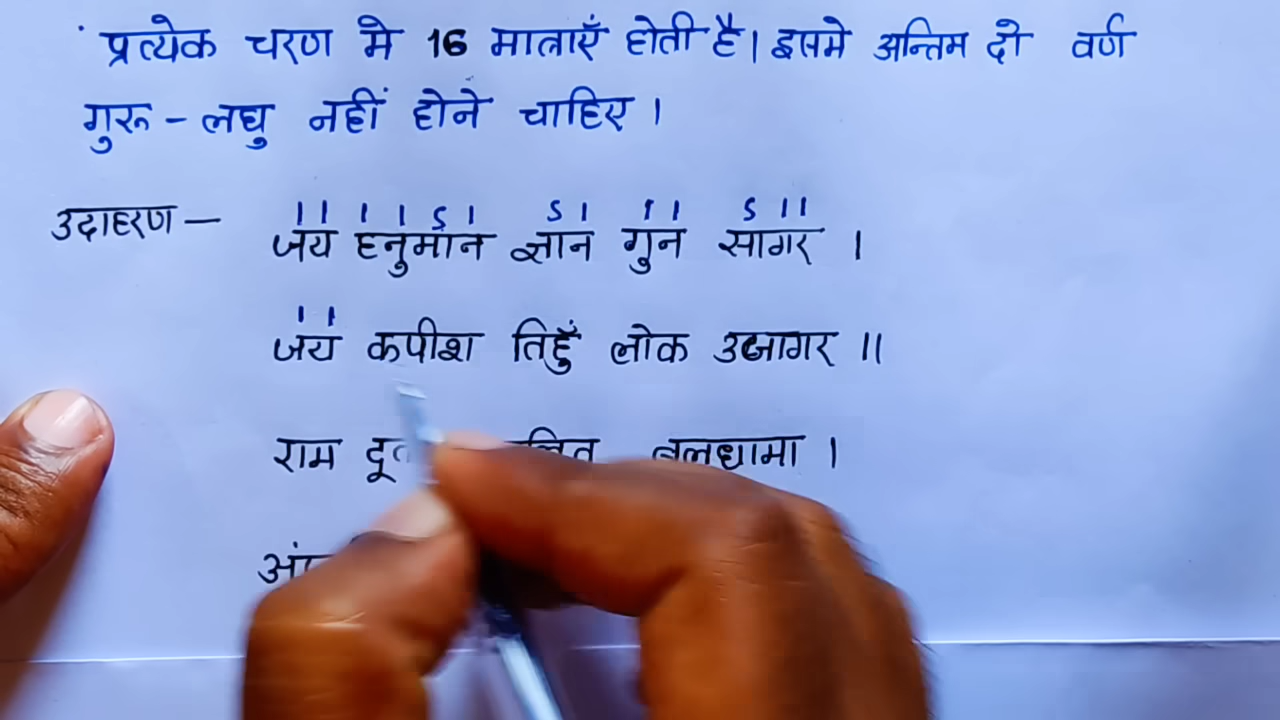 प्रत्येक चरण मे 16 मात्राएँ होती है। इसमे अन्तिम दो वर्ण
गुरू - लघु नहीं होने चाहिए।
उदाहरण — जय हनुमान ज्ञान गुन सागर ।
।। ।।ऽ। ऽ। ।। ऽ।।
।।
जय कपीश तिहुँ लोक उजागर ॥
राम बलधामा ।